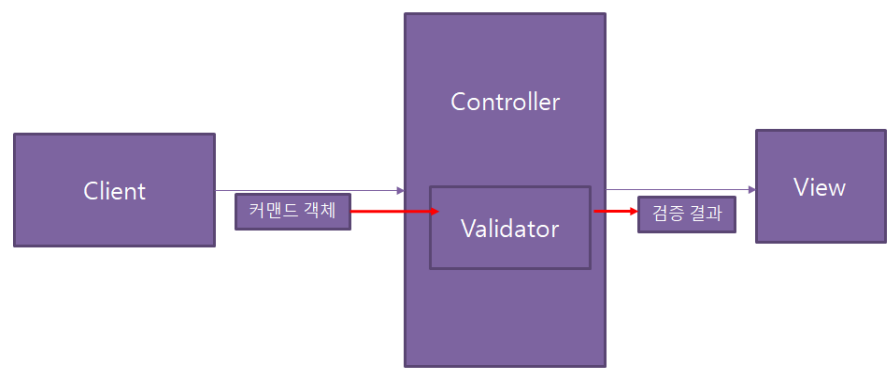 Client
커맨드 객체
Controller
Validator
검증 결과
View